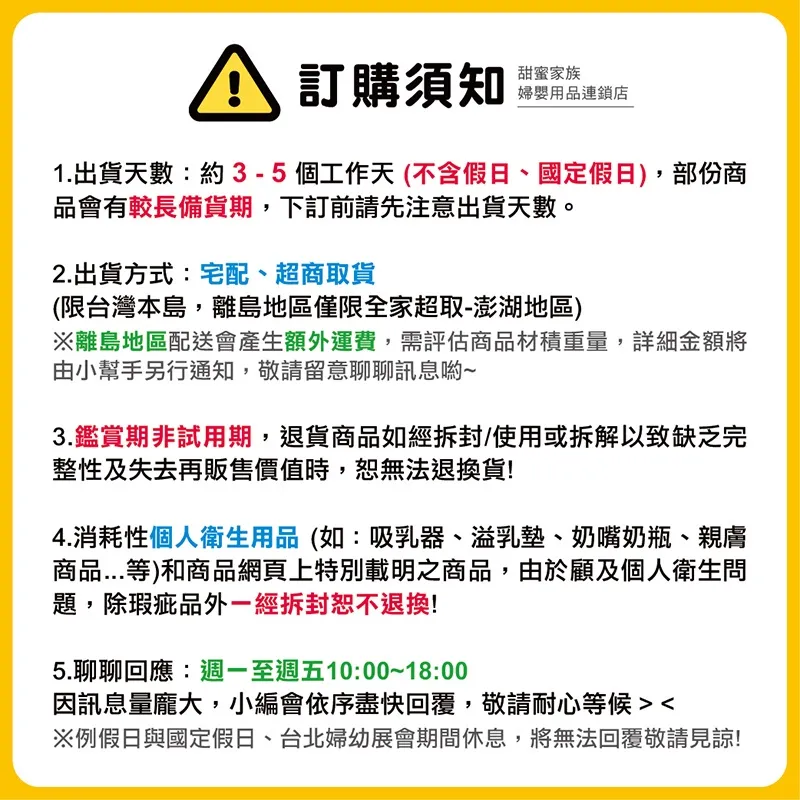 訂購須知
甜蜜家族
婦嬰用品連鎖店
1.出貨天數：約 3 - 5 個工作天 (不含假日、國定假日)，部份商
品會有較長備貨期，下訂前請先注意出貨天數。
2.出貨方式：宅配、超商取貨
(限台灣本島，離島地區僅限全家超取-澎湖地區)
※離島地區配送會產生額外運費，需評估商品材積重量，詳細金額將
由小幫手另行通知，敬請留意聊聊訊息喲~
3.鑑賞期非試用期，退貨商品如經拆封/使用或拆解以致缺乏完
整性及失去再販售價值時，恕無法退換貨!
4.消耗性個人衛生用品 (如：吸乳器、溢乳墊、奶嘴奶瓶、親膚
商品...等)和商品網頁上特別載明之商品，由於顧及個人衛生問
題，除瑕疵品外一經拆封恕不退換!
5.聊聊回應：週一至週五10:00~18:00
因訊息量龐大，小編會依序盡快回覆，敬請耐心等候 > <
※例假日與國定假日、台北婦幼展會期間休息，將無法回覆敬請見諒!